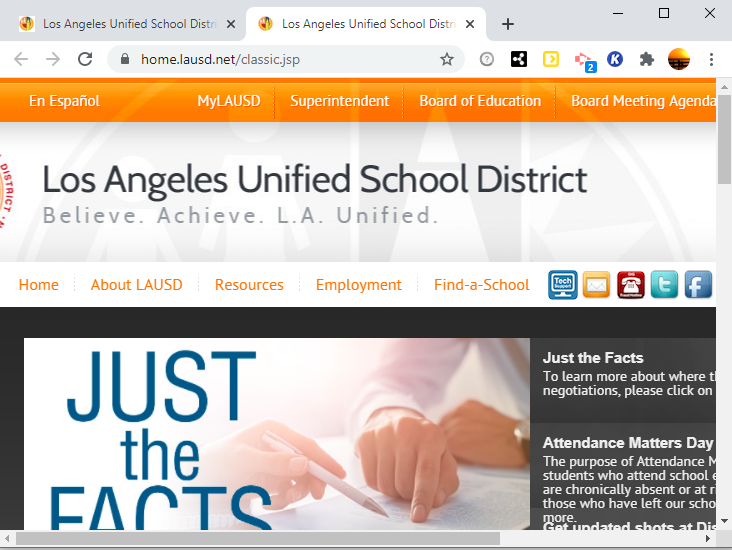 Los Angeles Unified School Distri
Los Angeles Unified School Distri
home.lausd.net/classic.jsp
2
K
En Español
MyLAUSD
Superintendent
Board of Education
Board Meeting Agenda
DISTRICT
Los Angeles Unified School District
Believe. Achieve. L.A. Unified.
Home
About LAUSD
Resources
Employment
Find-a-School
Tech
Support
t
f
JUST
the
FACTS
Just the Facts
To learn more about where th
negotiations, please click on
Attendance Matters Day
The purpose of Attendance M
students who attend school e
are chronically absent or at ri
those who have left our scho
more.
Get updated shots at Dis